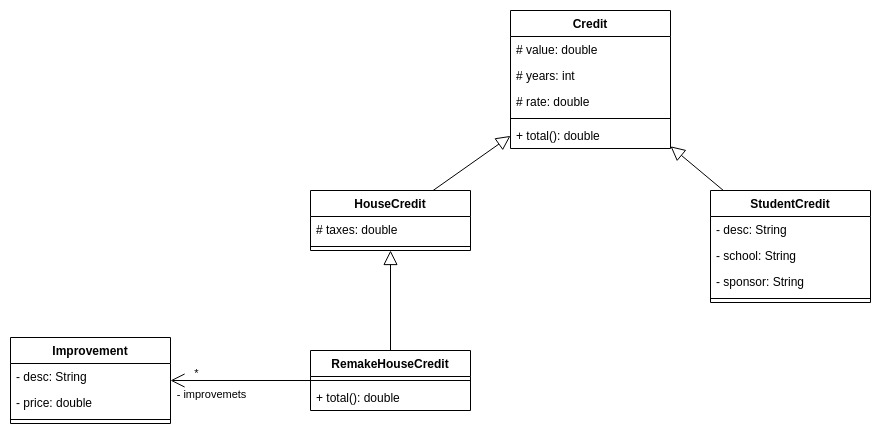 Credit
# value: double
# years: int
# rate: double
+ total(): double
HouseCredit
# taxes: double
StudentCredit
- desc: String
- school: String
- sponsor: String
Improvement
- desc: String
- price: double
*
- improvemets
RemakeHouseCredit
+ total(): double